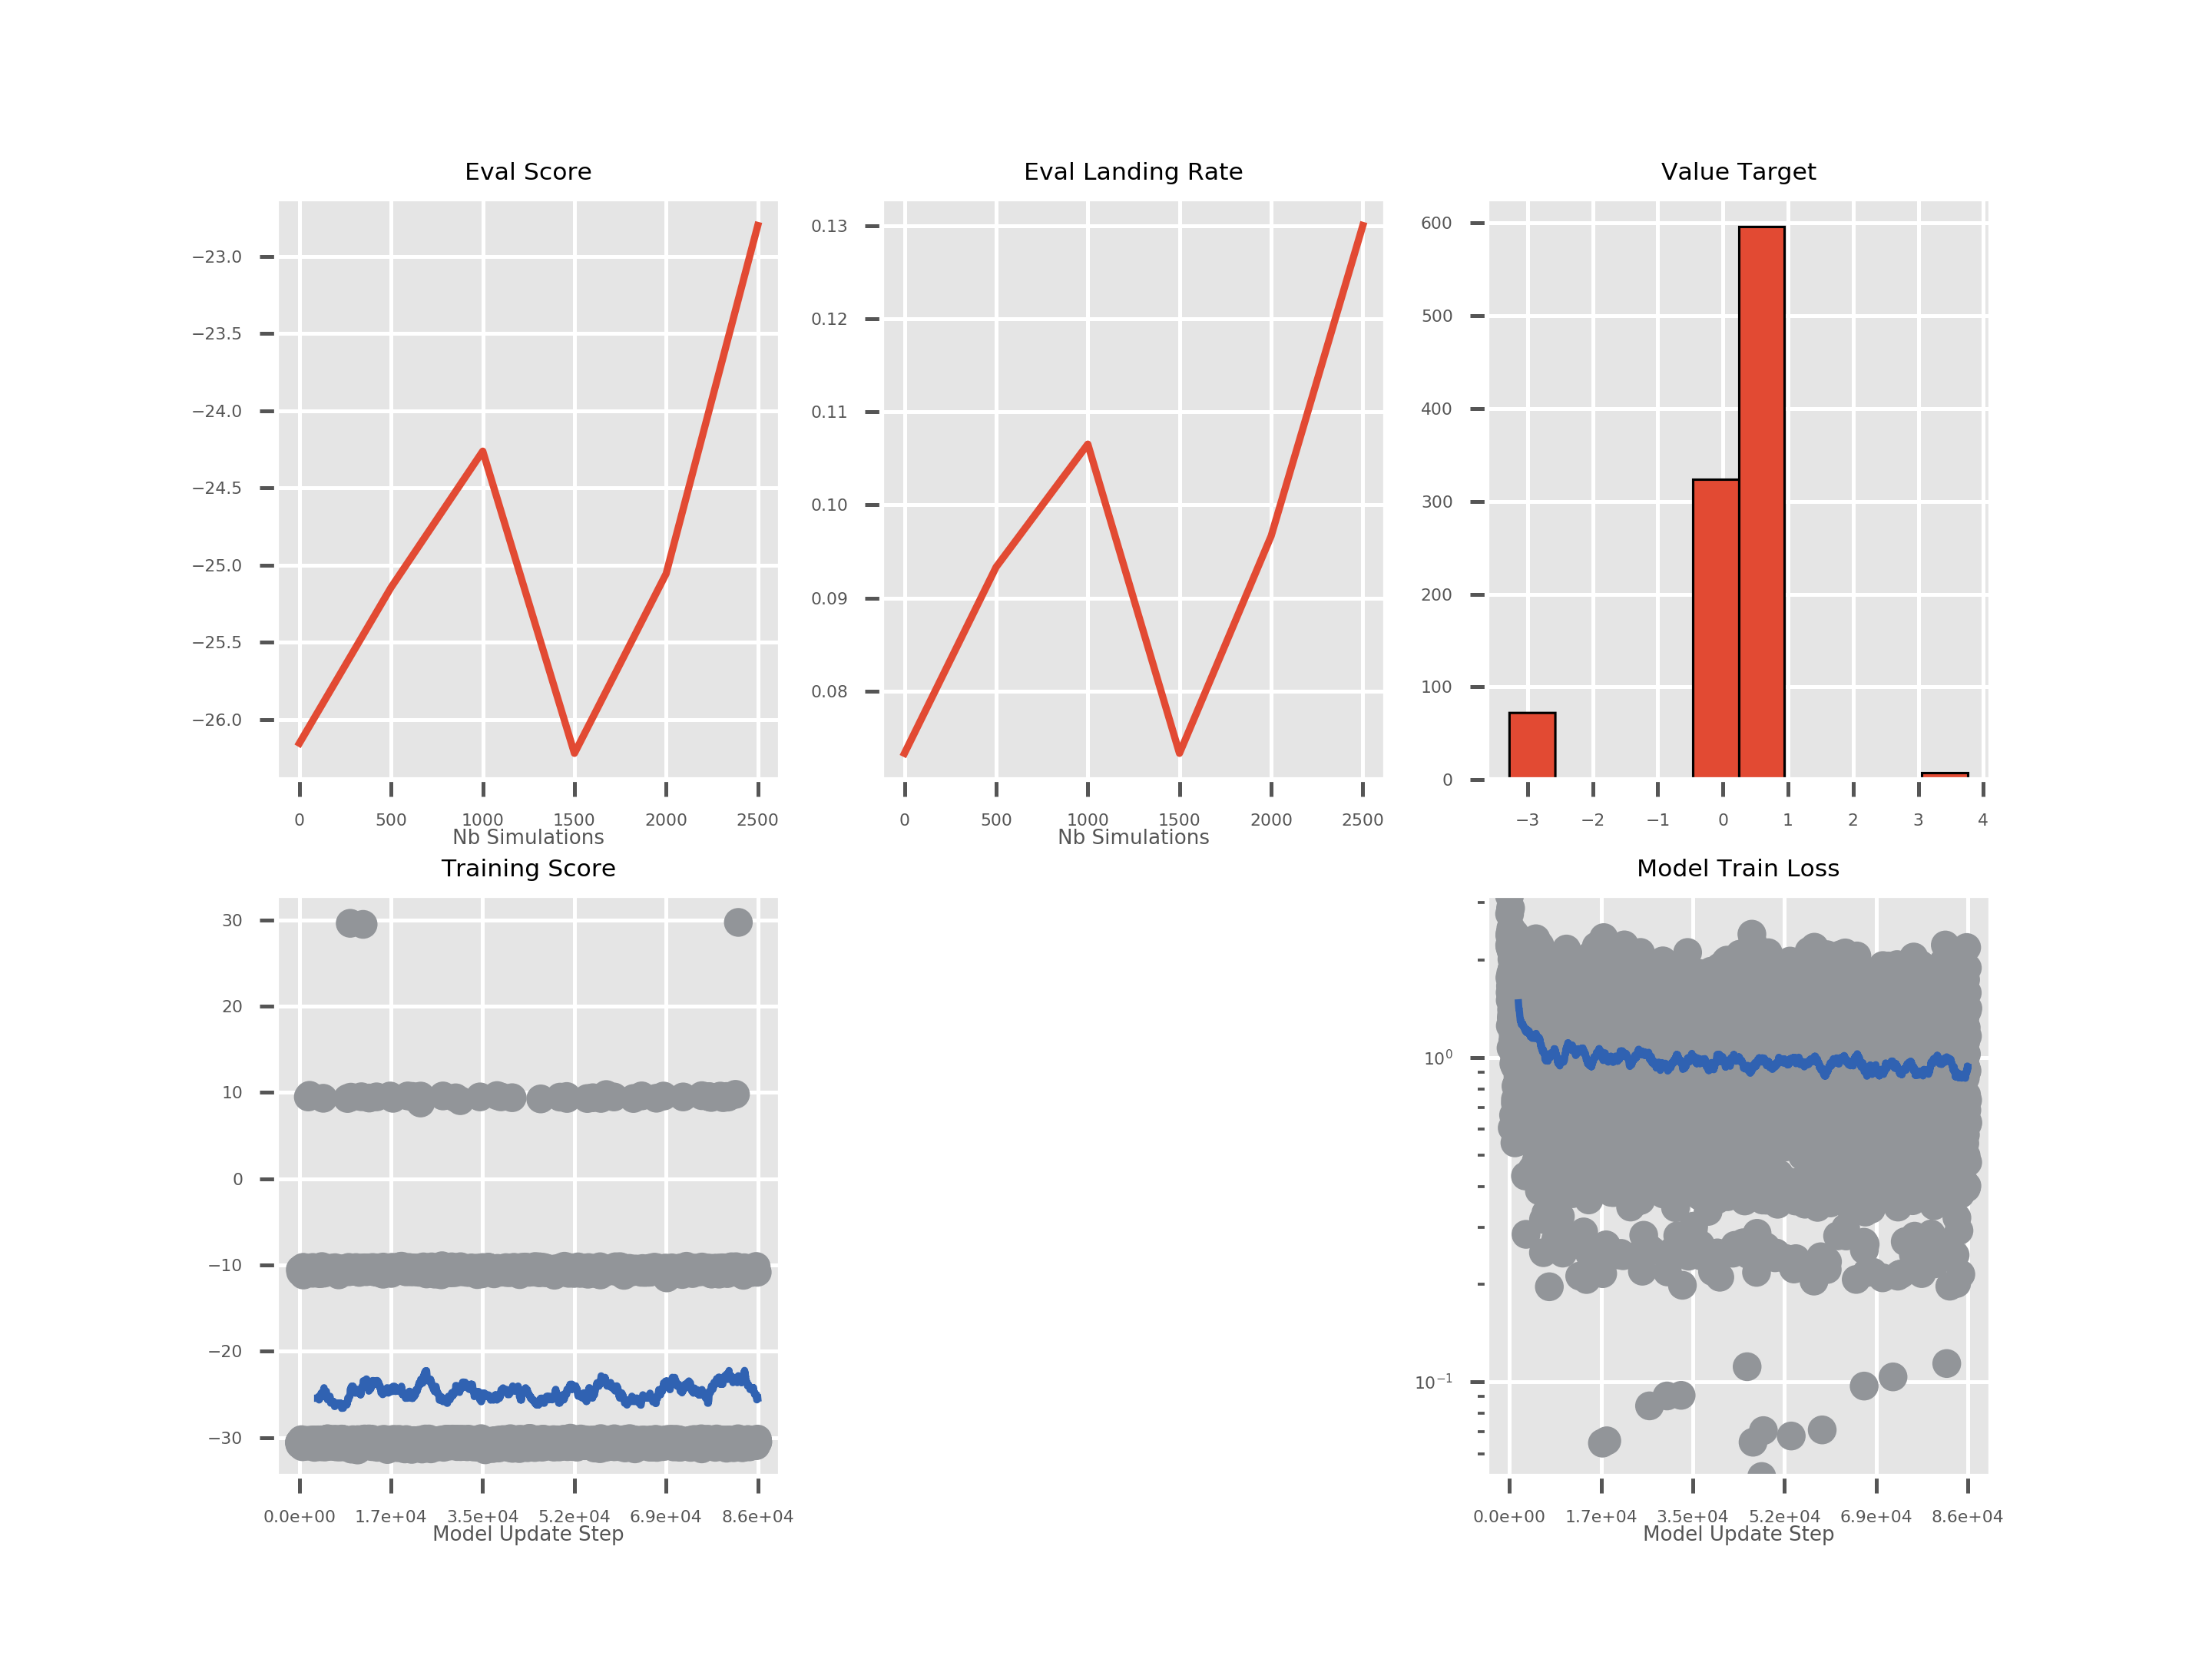 Eval Score
−23.0
−23.5
−24.0
−24.5
−25.0
−25.5
−26.0
0 500 1000 1500 2000 2500
Nb Simulations
Eval Landing Rate
0.13
0.12
0.11
0.10
0.09
0.08
0 500 1000 1500 2000 2500
Nb Simulations
Value Target
600
500
400
300
200
100
0
−3 −2 −1 0 1 2 3 4
Training Score
30
20
10
0
−10
−20
−30
0.0e+00 1.7e+04 3.5e+04 5.2e+04 6.9e+04 8.6e+04
Model Update Step
Model Train Loss
10⁰
10⁻¹
0.0e+00 1.7e+04 3.5e+04 5.2e+04 6.9e+04 8.6e+04
Model Update Step